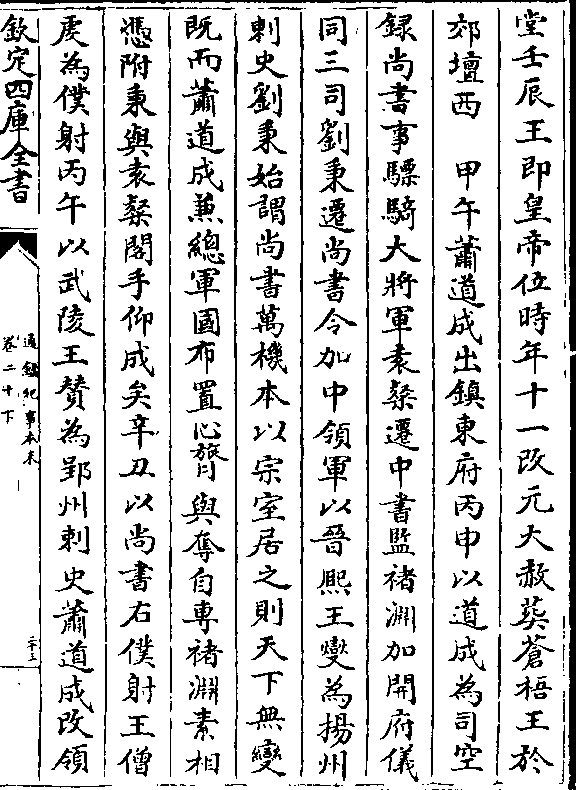 堂壬辰王即皇帝位時年十一改元大赦葬蒼梧王於
郊壇西　甲午蕭道成出鎮東府丙申以道成為司空
録尚書事驃騎大將軍袁粲遷中書監褚淵加開府儀
同三司劉秉遷尚書令加中領軍以晉熙王燮為揚州
刺史劉秉始謂尚書萬機本以宗室居之則天下無變
既而蕭道成兼總軍國布置心膂與奪自專褚淵素相
憑附秉與袁粲閣手仰成矣辛丑以尚書右僕射王僧
虔為僕射丙午以武陵王贊為郢州刺史蕭道成改領
欽定四庫全書
通鑑紀事本末
卷二十下
二十三